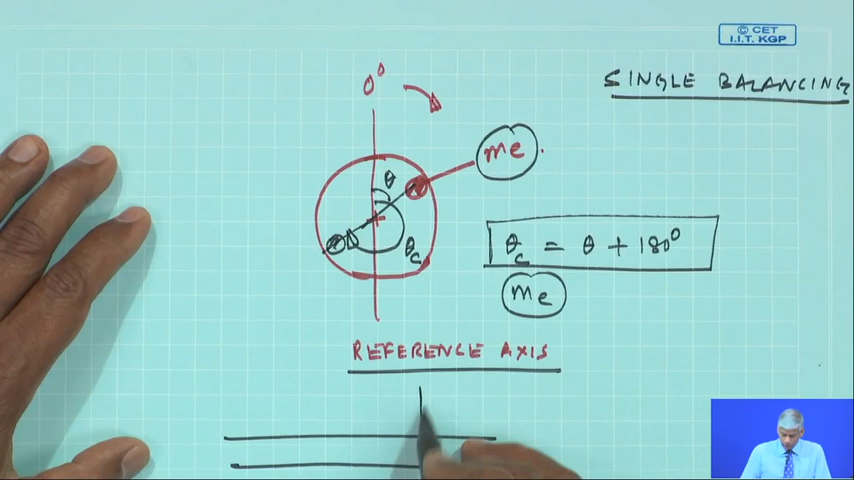 © CET
I.I.T. KGP
SINGLE BALANCING
0°
me
θ
θc
θc = θ + 180°
me
REFERENCE AXIS